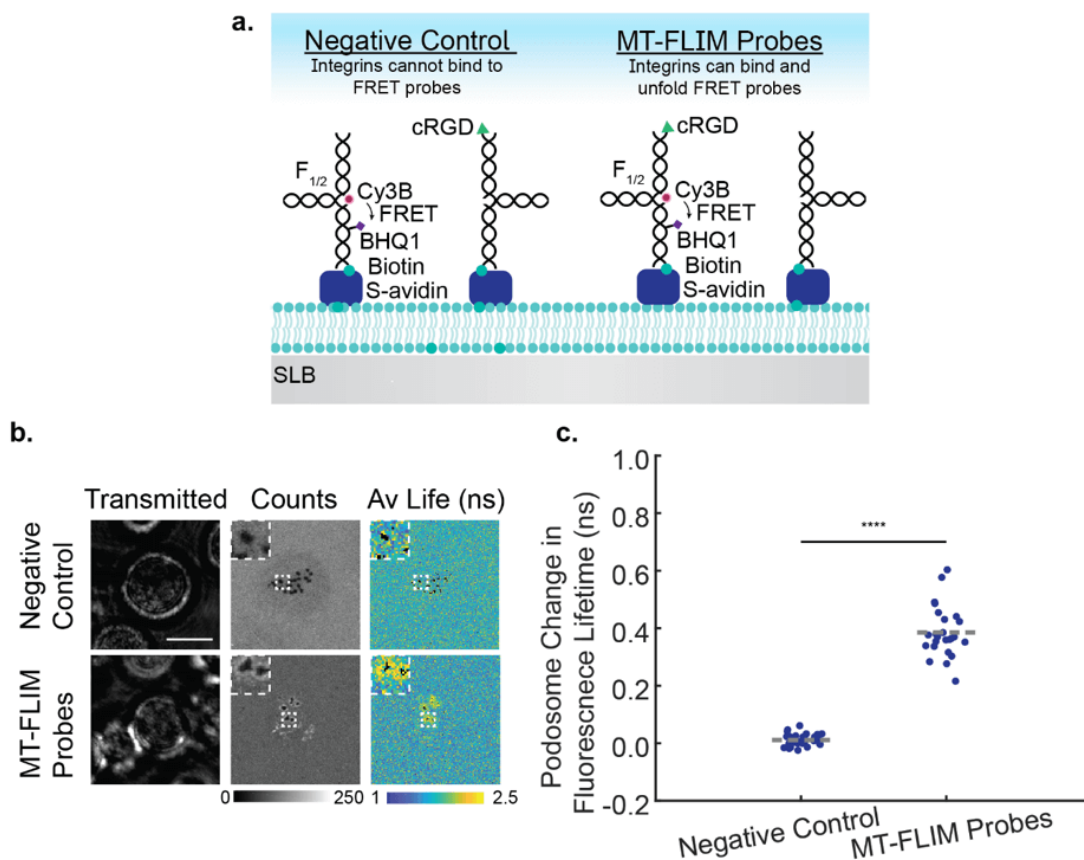 a.
Negative Control
Integrins cannot bind to
FRET probes
MT-FLIM Probes
Integrins can bind and
unfold FRET probes
cRGD
F1/2
Cy3B
FRET
BHQ1
Biotin
S-avidin
cRGD
F1/2
Cy3B
FRET
BHQ1
Biotin
S-avidin
SLB
b.
Transmitted
Counts
Av Life (ns)
Negative
Control
MT-FLIM
Probes
0
250
1
2.5
c.
Podosome Change in
Fluorescnece Lifetime (ns)
1.0
0.8
0.6
0.4
0.2
0.0
-0.2
****
Negative Control
MT-FLIM Probes